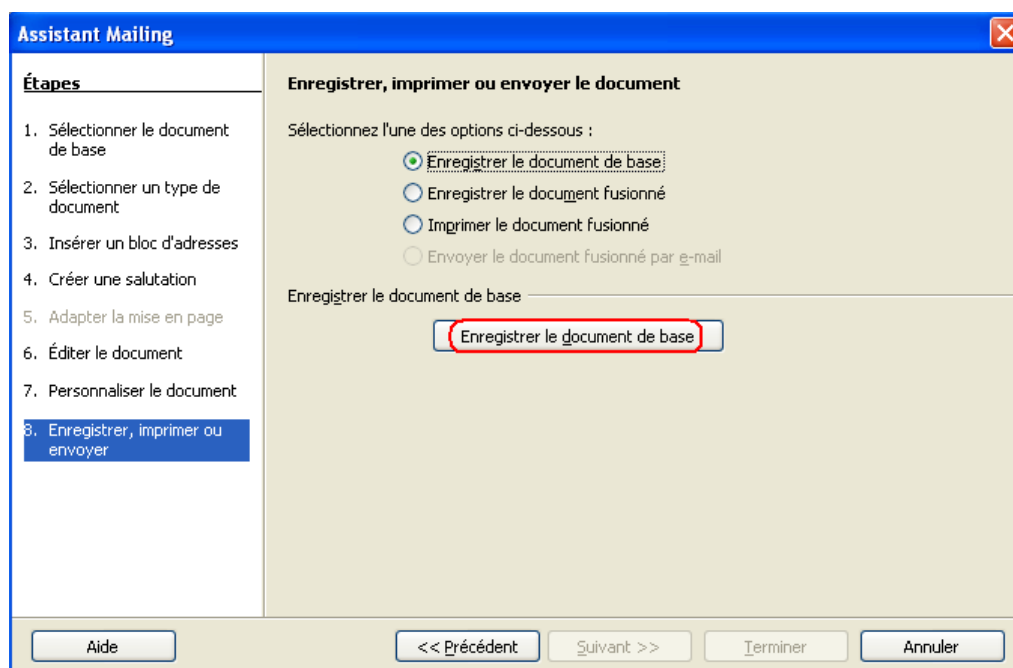 Assistant Mailing
Étapes
1. Sélectionner le document
de base
2. Sélectionner un type de
document
3. Insérer un bloc d'adresses
4. Créer une salutation
5. Adapter la mise en page
6. Éditer le document
7. Personnaliser le document
8. Enregistrer, imprimer ou
envoyer
Enregistrer, imprimer ou envoyer le document
Sélectionnez l'une des options ci-dessous :
Enregistrer le document de base
Enregistrer le document fusionné
Imprimer le document fusionné
Envoyer le document fusionné par e-mail
Enregistrer le document de base
Enregistrer le document de base
Aide
<< Précédent
Suivant >>
Terminer
Annuler